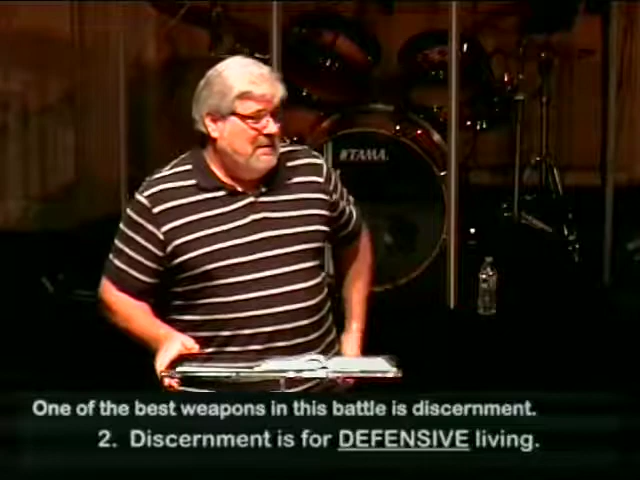 TAMA
One of the best weapons in this battle is discernment.
2. Discernment is for DEFENSIVE living.